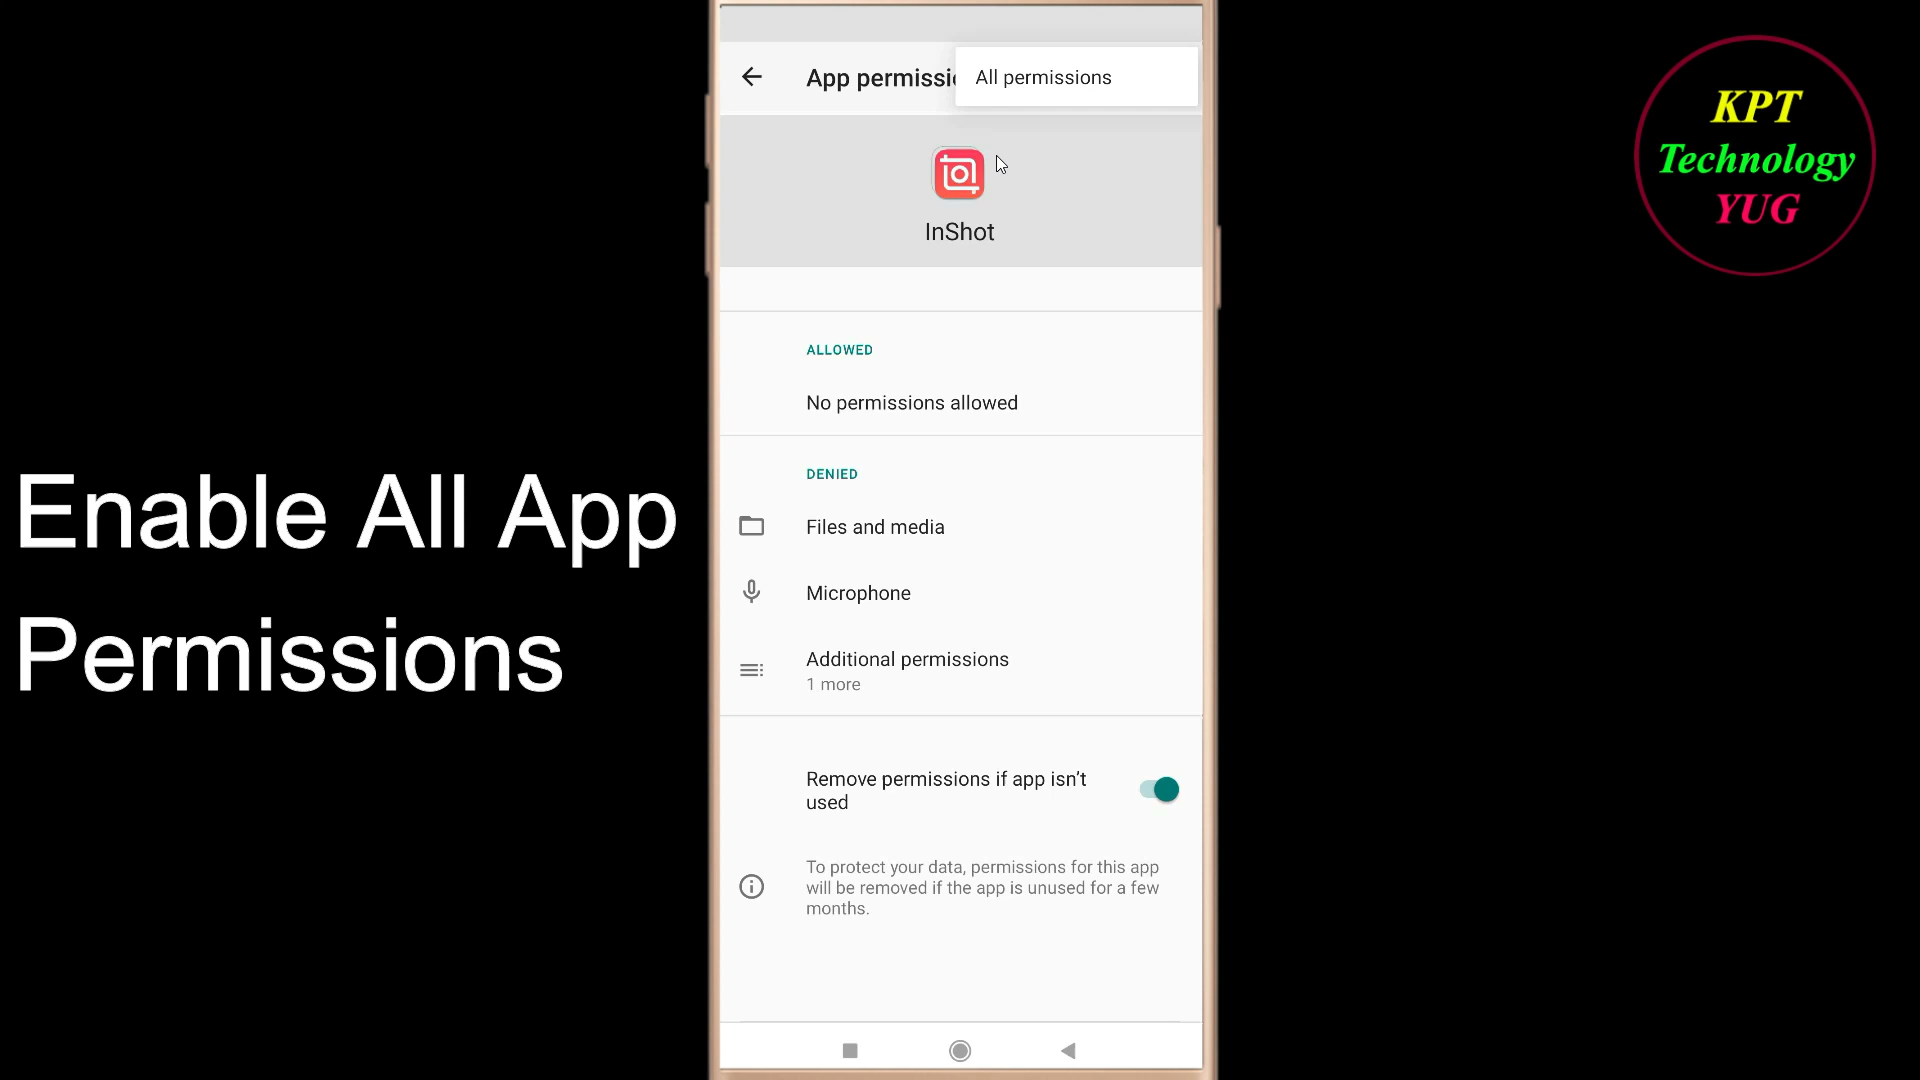 App permissi
All permissions
KPT
Technology
YUG
InShot
ALLOWED
No permissions allowed
DENIED
Files and media
Microphone
Additional permissions
1 more
Remove permissions if app isn’t
used
To protect your data, permissions for this app
will be removed if the app is unused for a few
months.
Enable All App
Permissions